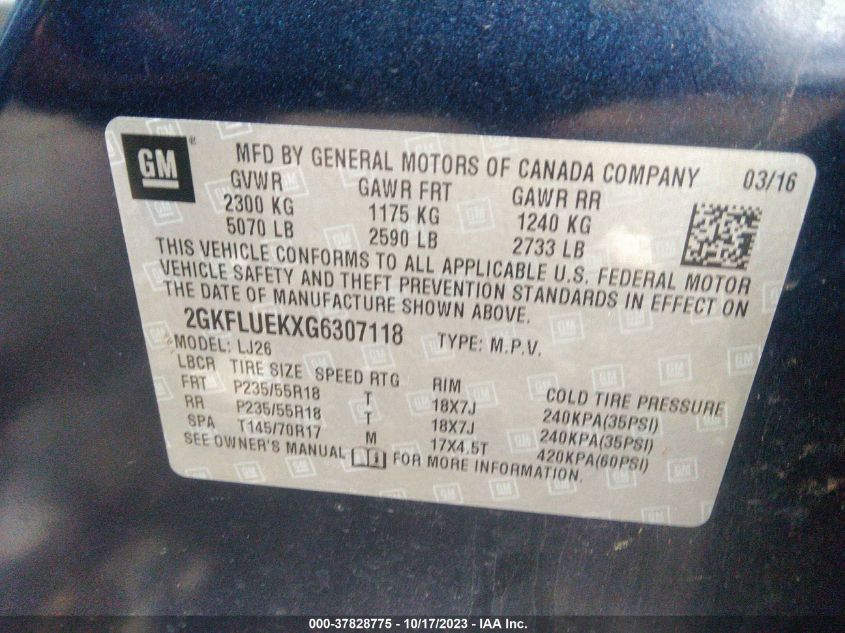 GM ®
MFD BY GENERAL MOTORS OF CANADA COMPANY 03/16
GVWR GAWR FRT GAWR RR
2300 KG 1175 KG 1240 KG
5070 LB 2590 LB 2733 LB
THIS VEHICLE CONFORMS TO ALL APPLICABLE U.S. FEDERAL MOTOR
VEHICLE SAFETY AND THEFT PREVENTION STANDARDS IN EFFECT ON
THE DATE OF MANUFACTURE SHOWN ABOVE.
2GKFLUEKXG6307118 TYPE: M.P.V.
MODEL: LJ26
LBCR TIRE SIZE SPEED RTG RIM COLD TIRE PRESSURE
FRT P235/55R18 T 18X7J 240KPA(35PSI)
RR P235/55R18 T 18X7J 240KPA(35PSI)
SPA T145/70R17 M 17X4.5T 420KPA(60PSI)
SEE OWNER'S MANUAL FOR MORE INFORMATION.
000-37828775 - 10/17/2023 - IAA Inc.